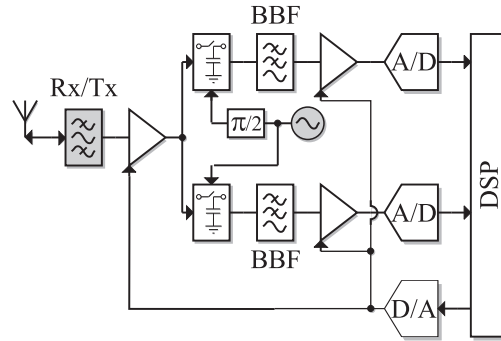 BBF
Rx/Tx
A/D
π/2
DSP
A/D
BBF
D/A